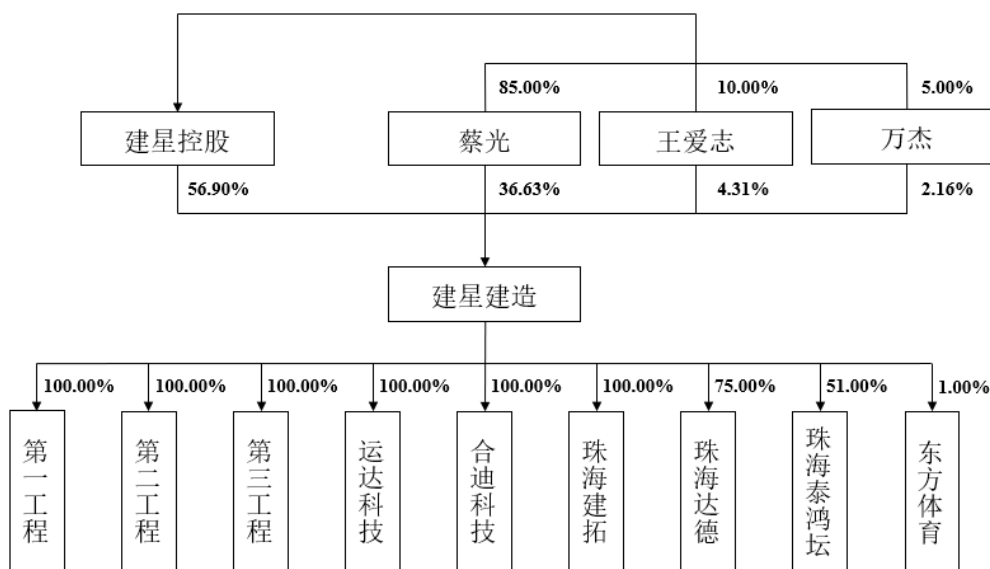 85.00%
10.00%
5.00%
建星控股
蔡光
王爱志
万杰
56.90%
36.63%
4.31%
2.16%
建星建造
100.00%
100.00%
100.00%
100.00%
100.00%
100.00%
75.00%
51.00%
1.00%
第一工程
第二工程
第三工程
运达科技
合迪科技
珠海建拓
珠海达德
珠海泰鸿坛
东方体育